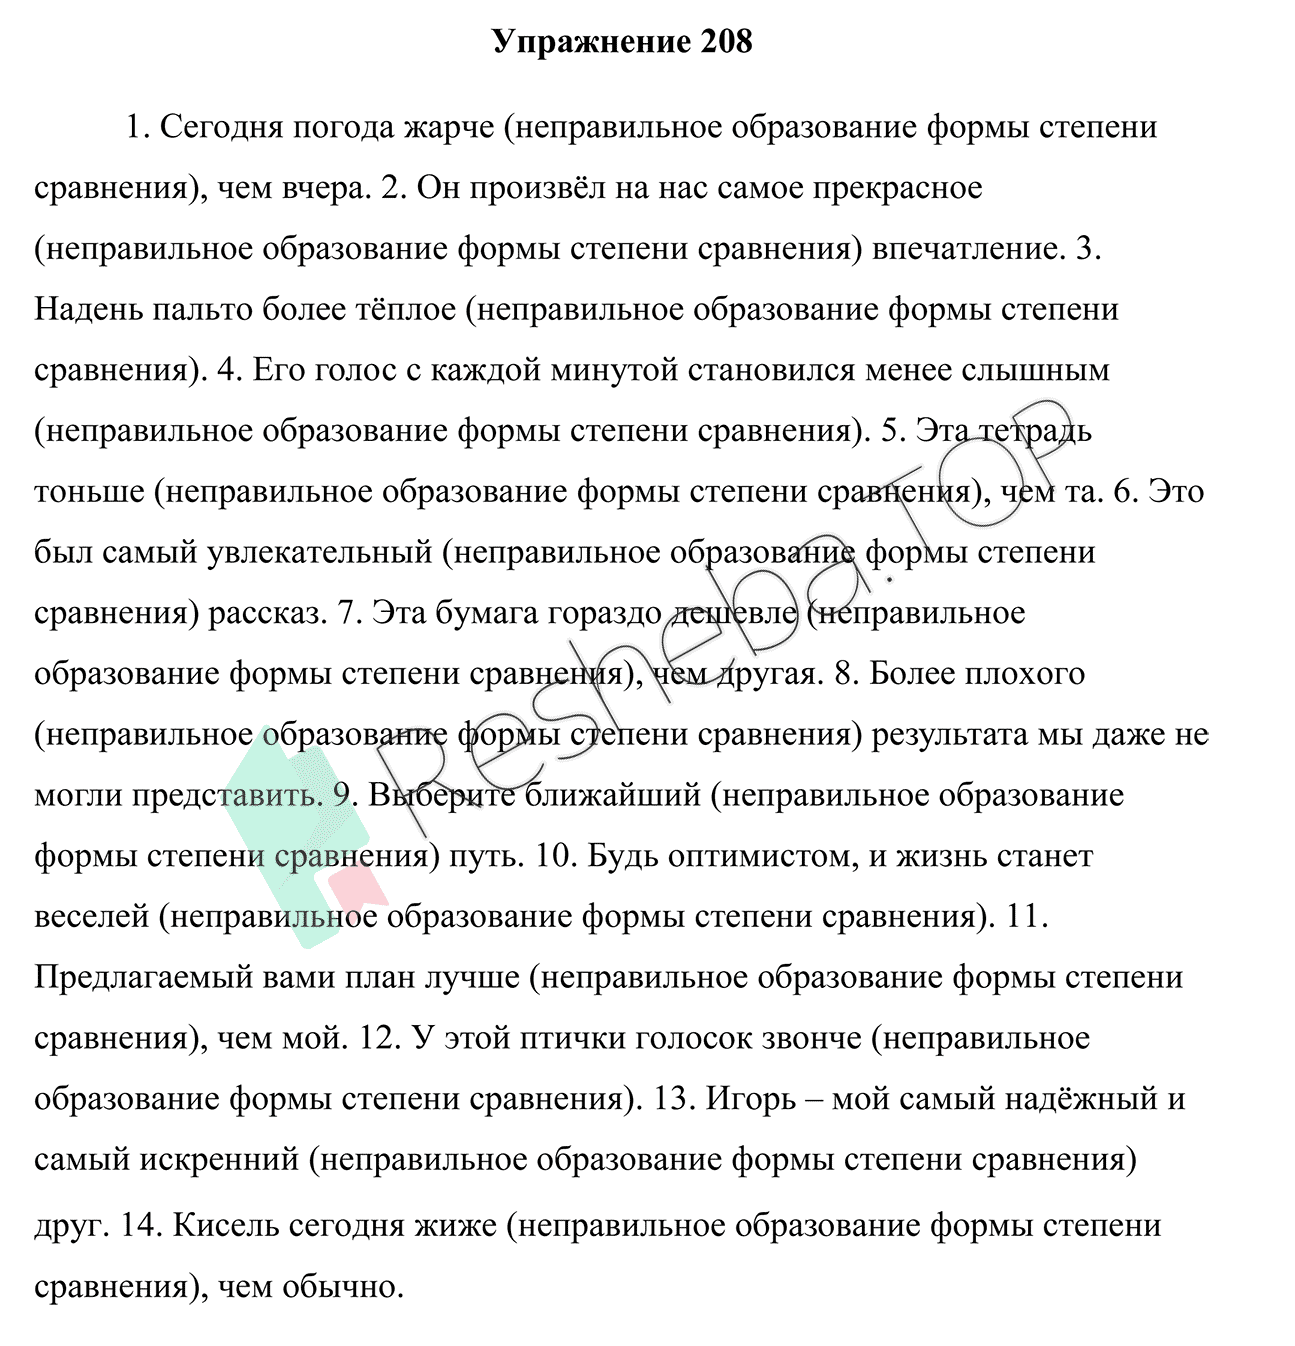 Упражнение 208
1. Сегодня погода жарче (неправильное образование формы степени
сравнения), чем вчера. 2. Он произвёл на нас самое прекрасное
(неправильное образование формы степени сравнения) впечатление. 3.
Надень пальто более тёплое (неправильное образование формы степени
сравнения). 4. Его голос с каждой минутой становился менее слышным
(неправильное образование формы степени сравнения). 5. Эта тетрадь
тоньше (неправильное образование формы степени сравнения), чем та. 6. Это
был самый увлекательный (неправильное образование формы степени
сравнения) рассказ. 7. Эта бумага гораздо дешевле (неправильное
образование формы степени сравнения), чем другая. 8. Более плохого
(неправильное образование формы степени сравнения) результата мы даже не
могли представить. 9. Выберите ближайший (неправильное образование
формы степени сравнения) путь. 10. Будь оптимистом, и жизнь станет
веселей (неправильное образование формы степени сравнения). 11.
Предлагаемый вами план лучше (неправильное образование формы степени
сравнения), чем мой. 12. У этой птички голосок звонче (неправильное
образование формы степени сравнения). 13. Игорь – мой самый надёжный и
самый искренний (неправильное образование формы степени сравнения)
друг. 14. Кисель сегодня жиже (неправильное образование формы степени
сравнения), чем обычно.
Resheba.TOP